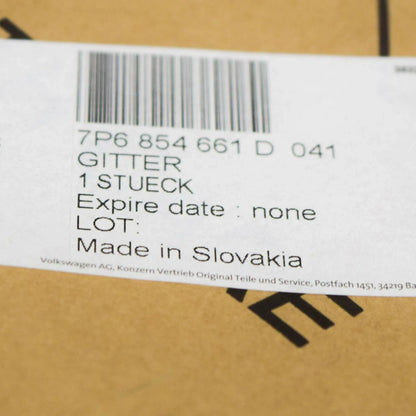 7P6 854 661 D 041
GITTER
1 STUECK
Expire date : none
LOT:
Made in Slovakia
Volkswagen AG, Konzern Vertrieb Original Teile und Service, Postfach 1451, 34219 Ba